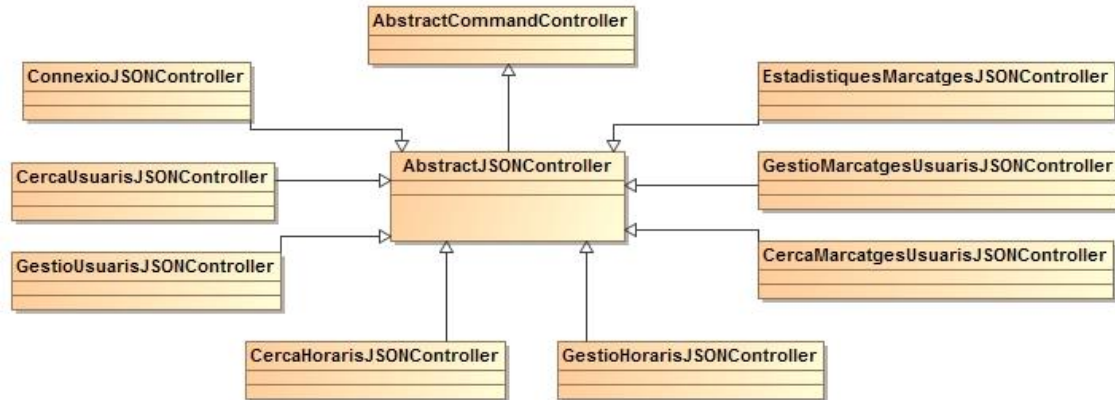 AbstractCommandController
ConnexioJSONController
EstadistiquesMarcatgesJSONController
AbstractJSONController
CercaUsuarisJSONController
GestioMarcatgesUsuarisJSONController
GestioUsuarisJSONController
CercaMarcatgesUsuarisJSONController
CercaHorarisJSONController
GestioHorarisJSONController